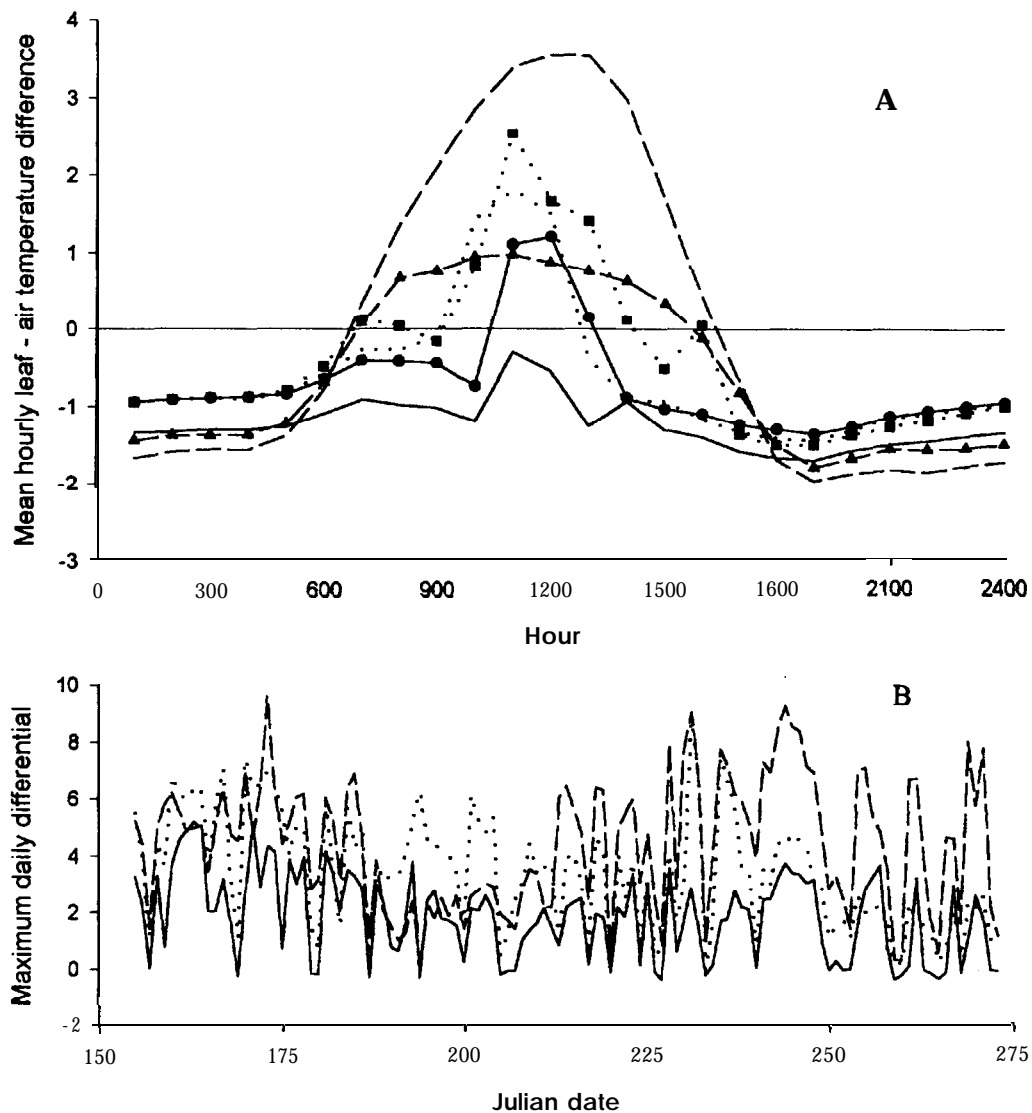 4
3
2
1
0
-1
-2
-3
Mean hourly leaf - air temperature difference
A
0 300 600 900 1200 1500 1600 2100 2400
Hour
10
8
6
4
2
0
-2
Maximum daily differential
B
150 175 200 225 250 275
Julian date